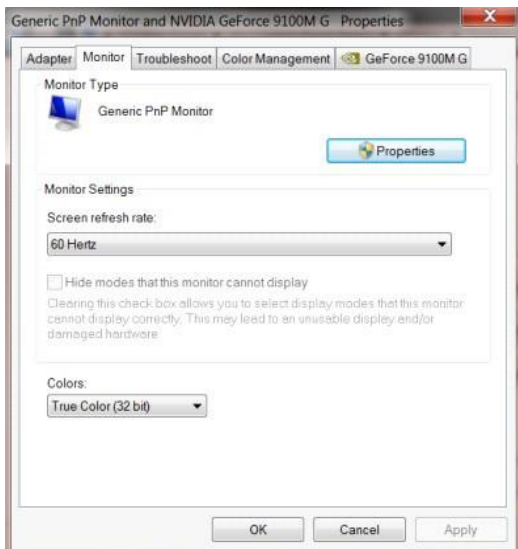 Generic PnP Monitor and NVIDIA GeForce 9100M G Properties
Adapter Monitor Troubleshoot Color Management GeForce 9100M G
Monitor Type
Generic PnP Monitor
Properties
Monitor Settings
Screen refresh rate:
60 Hertz
Hide modes that this monitor cannot display
Clearing this check box allows you to select display modes that this monitor
cannot display correctly. This may lead to an unusable display and/or
damaged hardware.
Colors:
True Color (32 bit)
OK Cancel Apply